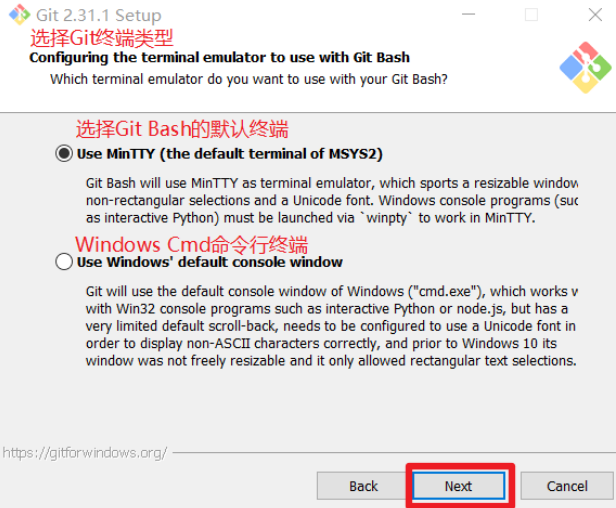 Git 2.31.1 Setup
选择Git终端类型
Configuring the terminal emulator to use with Git Bash
Which terminal emulator do you want to use with your Git Bash?
选择Git Bash的默认终端
Use MinTTY (the default terminal of MSYS2)
Git Bash will use MinTTY as terminal emulator, which sports a resizable window
non-rectangular selections and a Unicode font. Windows console programs (suc
as interactive Python) must be launched via `winpty` to work in MinTTY.
Windows Cmd命令行终端
Use Windows' default console window
Git will use the default console window of Windows ("cmd.exe"), which works w
with Win32 console programs such as interactive Python or node.js, but has a
very limited default scroll-back, needs to be configured to use a Unicode font in
order to display non-ASCII characters correctly, and prior to Windows 10 its
window was not freely resizable and it only allowed rectangular text selections.
https://gitforwindows.org/
Back Next Cancel